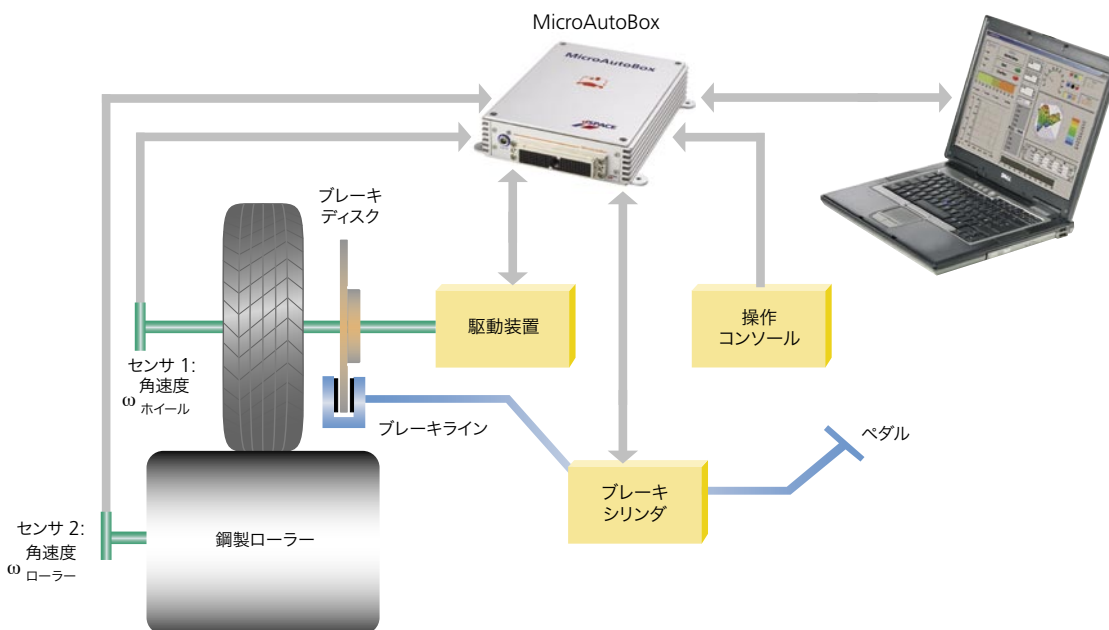 MicroAutoBox
MicroAutoBox
dSPACE
ブレーキ
ディスク
駆動装置
操作
コンソール
センサ 1:
角速度
ω ホイール
ブレーキライン
ペダル
ブレーキ
シリンダ
センサ 2:
角速度
ω ローラー
鋼製ローラー
DELL